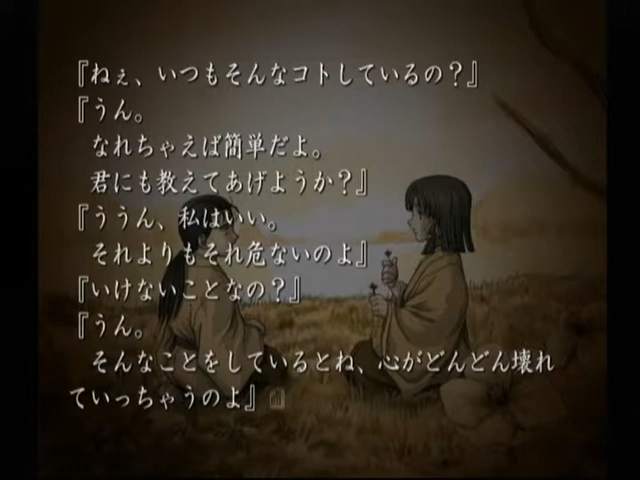 『ねぇ、いつもそんなコトしているの？』
『うん。
なれちゃえば簡単だよ。
君にも教えてあげようか？』
『ううん、私はいい。
それよりもそれ危ないのよ』
『いけないことなの？』
『うん。
そんなことをしているとね、心がどんどん壊れ
ていっちゃうのよ』